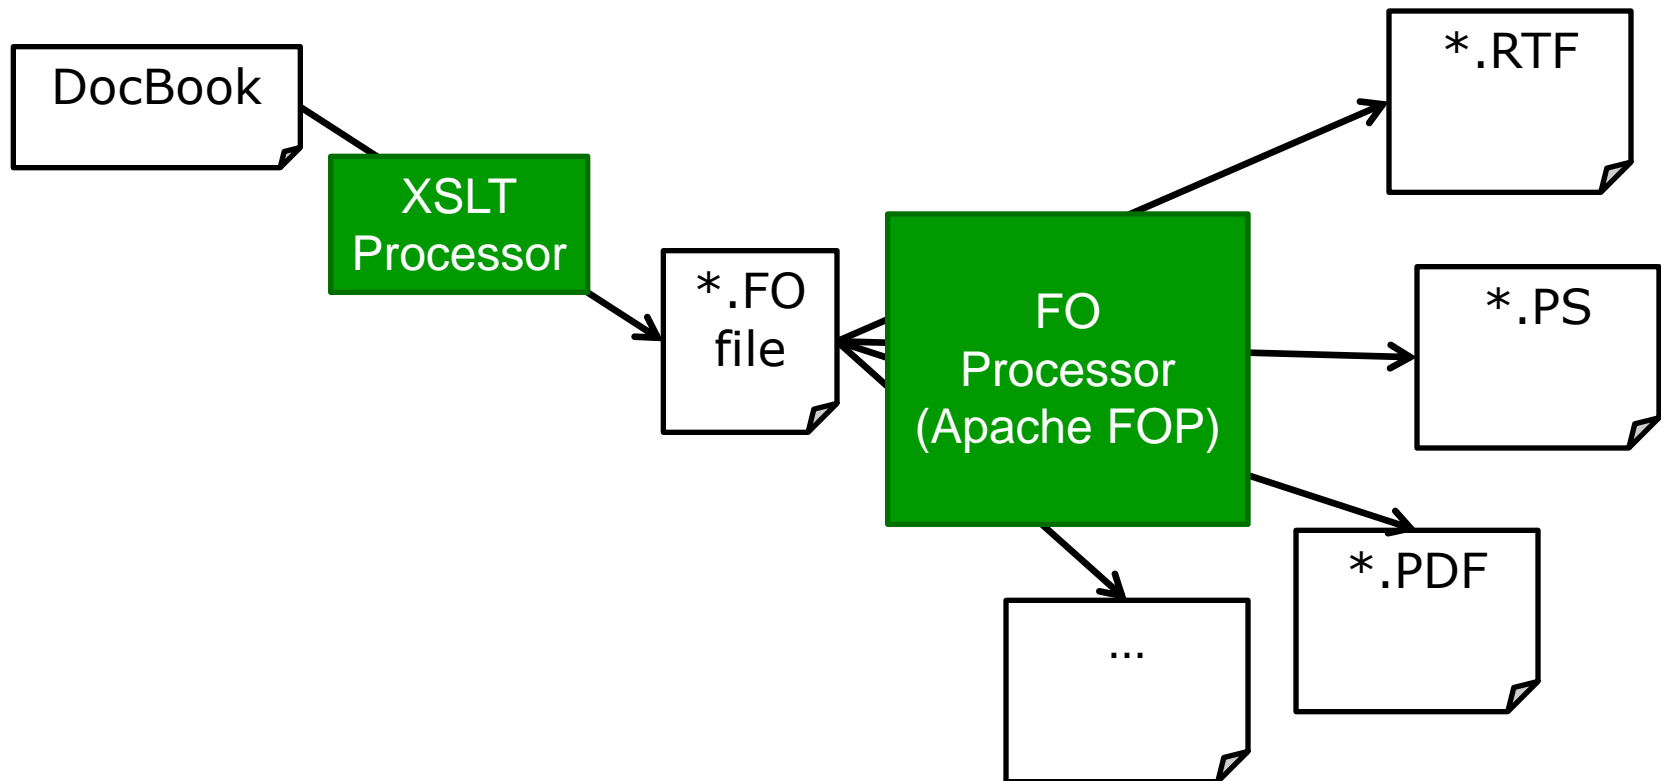 DocBook
XSLT
Processor
*.FO
file
FO
Processor
(Apache FOP)
*.RTF
*.PS
*.PDF
...